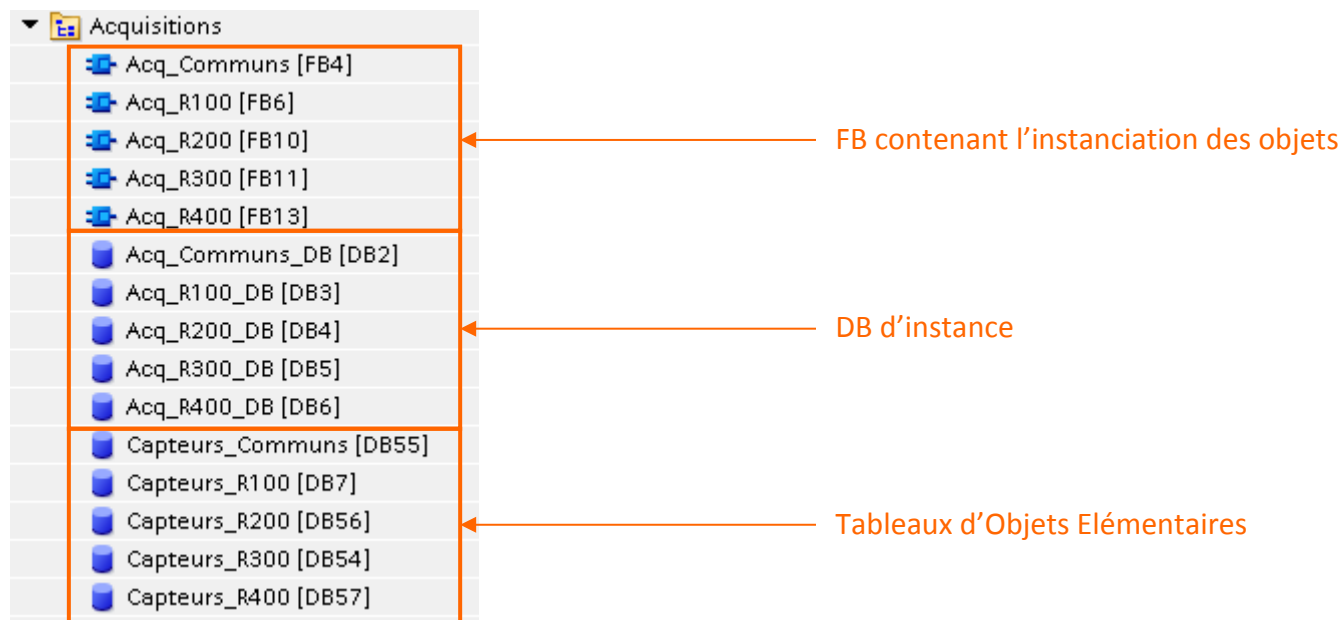 Acquisitions
Acq_Communs [FB4]
Acq_R100 [FB6]
Acq_R200 [FB10]
FB contenant l’instanciation des objets
Acq_R300 [FB11]
Acq_R400 [FB13]
Acq_Communs_DB [DB2]
Acq_R100_DB [DB3]
Acq_R200_DB [DB4]
DB d’instance
Acq_R300_DB [DB5]
Acq_R400_DB [DB6]
Capteurs_Communs [DB55]
Capteurs_R100 [DB7]
Capteurs_R200 [DB56]
Tableaux d’Objets Elémentaires
Capteurs_R300 [DB54]
Capteurs_R400 [DB57]